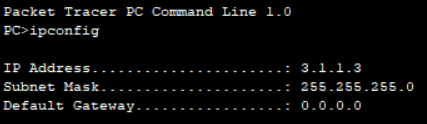 Packet Tracer PC Command Line 1.0
PC>ipconfig
IP Address......................: 3.1.1.3
Subnet Mask.....................: 255.255.255.0
Default Gateway.................: 0.0.0.0